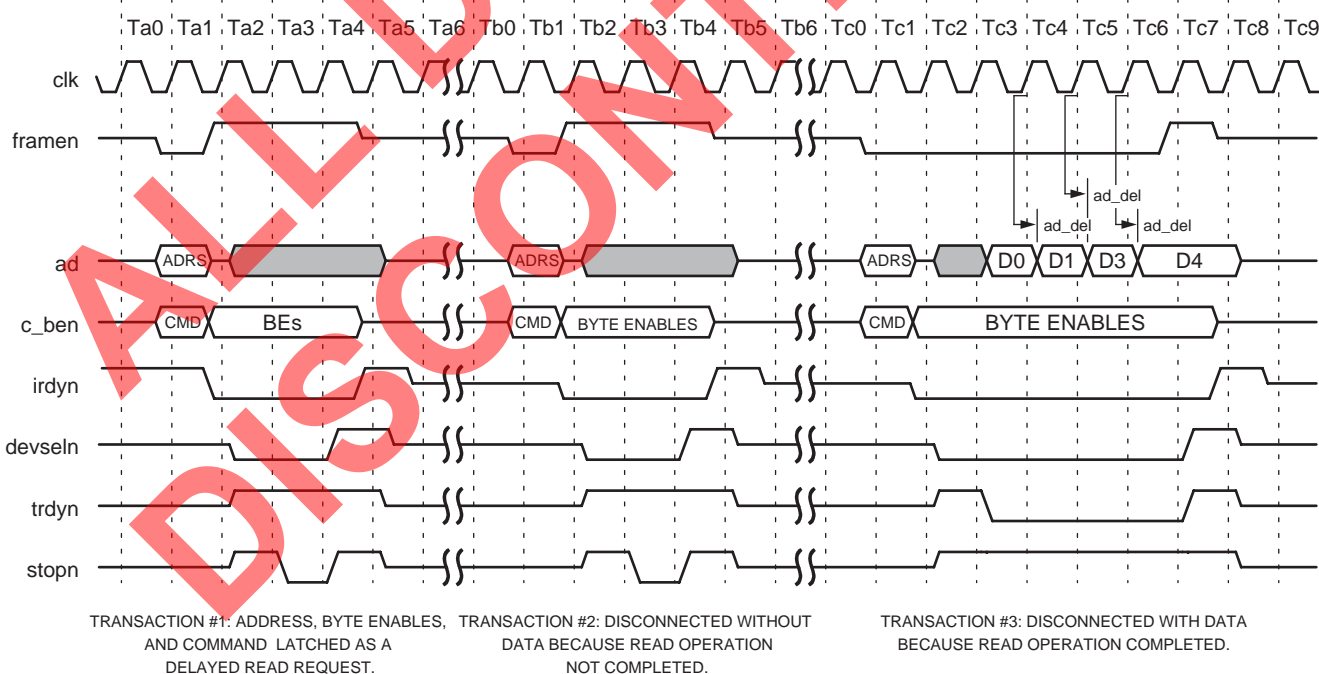 Ta0 Ta1 Ta2 Ta3 Ta4 Ta5 Ta6 Tb0 Tb1 Tb2 Tb3 Tb4 Tb5 Tb6 Tc0 Tc1 Tc2 Tc3 Tc4 Tc5 Tc6 Tc7 Tc8 Tc9
clk
framen
ad_del
ad_del ad_del
ad ADRS ADRS ADRS D0 D1 D3 D4
c_ben CMD BEs CMD BYTE ENABLES CMD BYTE ENABLES
irdyn
devseln
trdyn
stopn
TRANSACTION #1: ADDRESS, BYTE ENABLES,
AND COMMAND LATCHED AS A
DELAYED READ REQUEST.
TRANSACTION #2: DISCONNECTED WITHOUT
DATA BECAUSE READ OPERATION
NOT COMPLETED.
TRANSACTION #3: DISCONNECTED WITH DATA
BECAUSE READ OPERATION COMPLETED.
ALL D
DISCONT